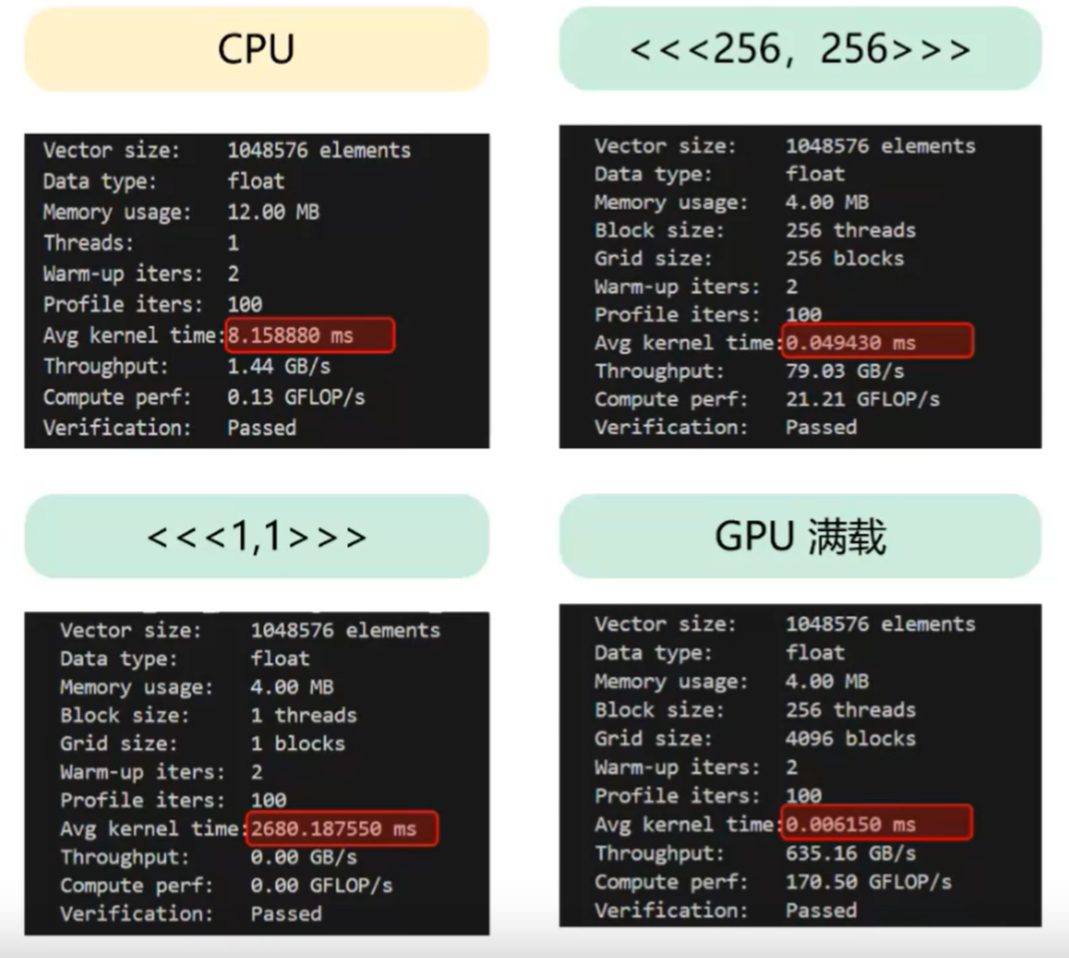 CPU
Vector size: 1048576 elements
Data type: float
Memory usage: 12.00 MB
Threads: 1
Warm-up iters: 2
Profile iters: 100
Avg kernel time:8.158880 ms
Throughput: 1.44 GB/s
Compute perf: 0.13 GFLOP/s
Verification: Passed
<<<256，256>>>
Vector size: 1048576 elements
Data type: float
Memory usage: 4.00 MB
Block size: 256 threads
Grid size: 256 blocks
Warm-up iters: 2
Profile iters: 100
Avg kernel time:0.049430 ms
Throughput: 79.03 GB/s
Compute perf: 21.21 GFLOP/s
Verification: Passed
<<<1,1>>>
Vector size: 1048576 elements
Data type: float
Memory usage: 4.00 MB
Block size: 1 threads
Grid size: 1 blocks
Warm-up iters: 2
Profile iters: 100
Avg kernel time:2680.187550 ms
Throughput: 0.00 GB/s
Compute perf: 0.00 GFLOP/s
Verification: Passed
GPU 满载
Vector size: 1048576 elements
Data type: float
Memory usage: 4.00 MB
Block size: 256 threads
Grid size: 4096 blocks
Warm-up iters: 2
Profile iters: 100
Avg kernel time:0.006150 ms
Throughput: 635.16 GB/s
Compute perf: 170.50 GFLOP/s
Verification: Passed